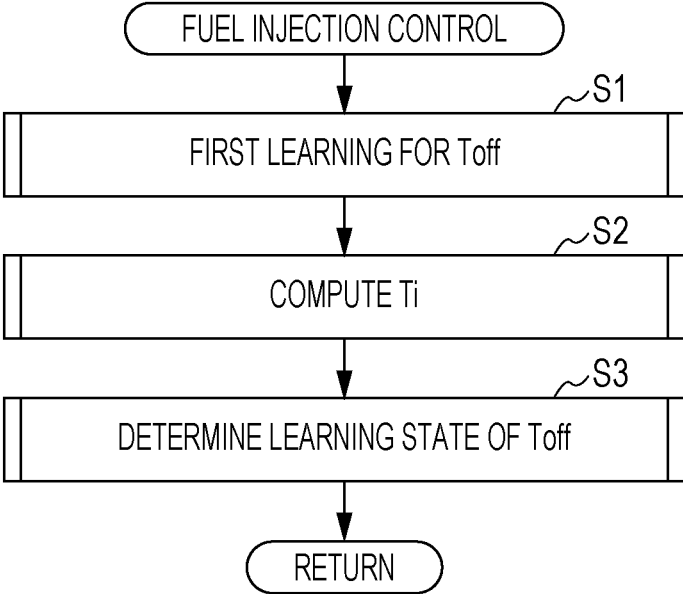 FUEL INJECTION CONTROL
S1
FIRST LEARNING FOR Toff
S2
COMPUTE Ti
S3
DETERMINE LEARNING STATE OF Toff
RETURN